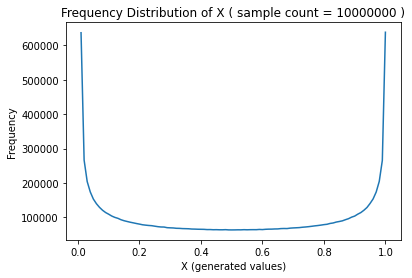 Frequency Distribution of X ( sample count = 10000000 )
600000
500000
400000
300000
200000
100000
Frequency
0.0 0.2 0.4 0.6 0.8 1.0
X (generated values)